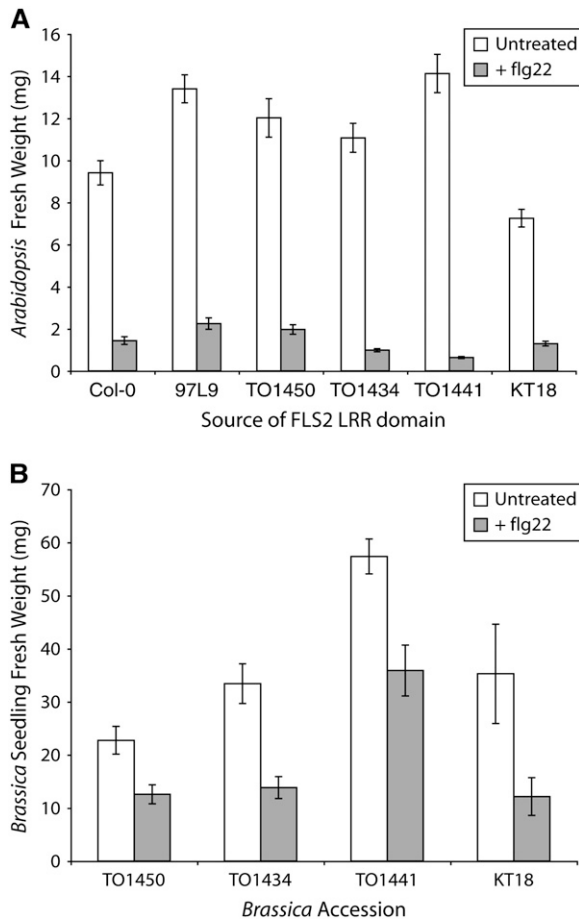 A
Arabidopsis Fresh Weight (mg)
16
14
12
10
8
6
4
2
0
Untreated
+ flg22
Col-0 97L9 TO1450 TO1434 TO1441 KT18
Source of FLS2 LRR domain
B
Brassica Seedling Fresh Weight (mg)
70
60
50
40
30
20
10
0
Untreated
+ flg22
TO1450 TO1434 TO1441 KT18
Brassica Accession